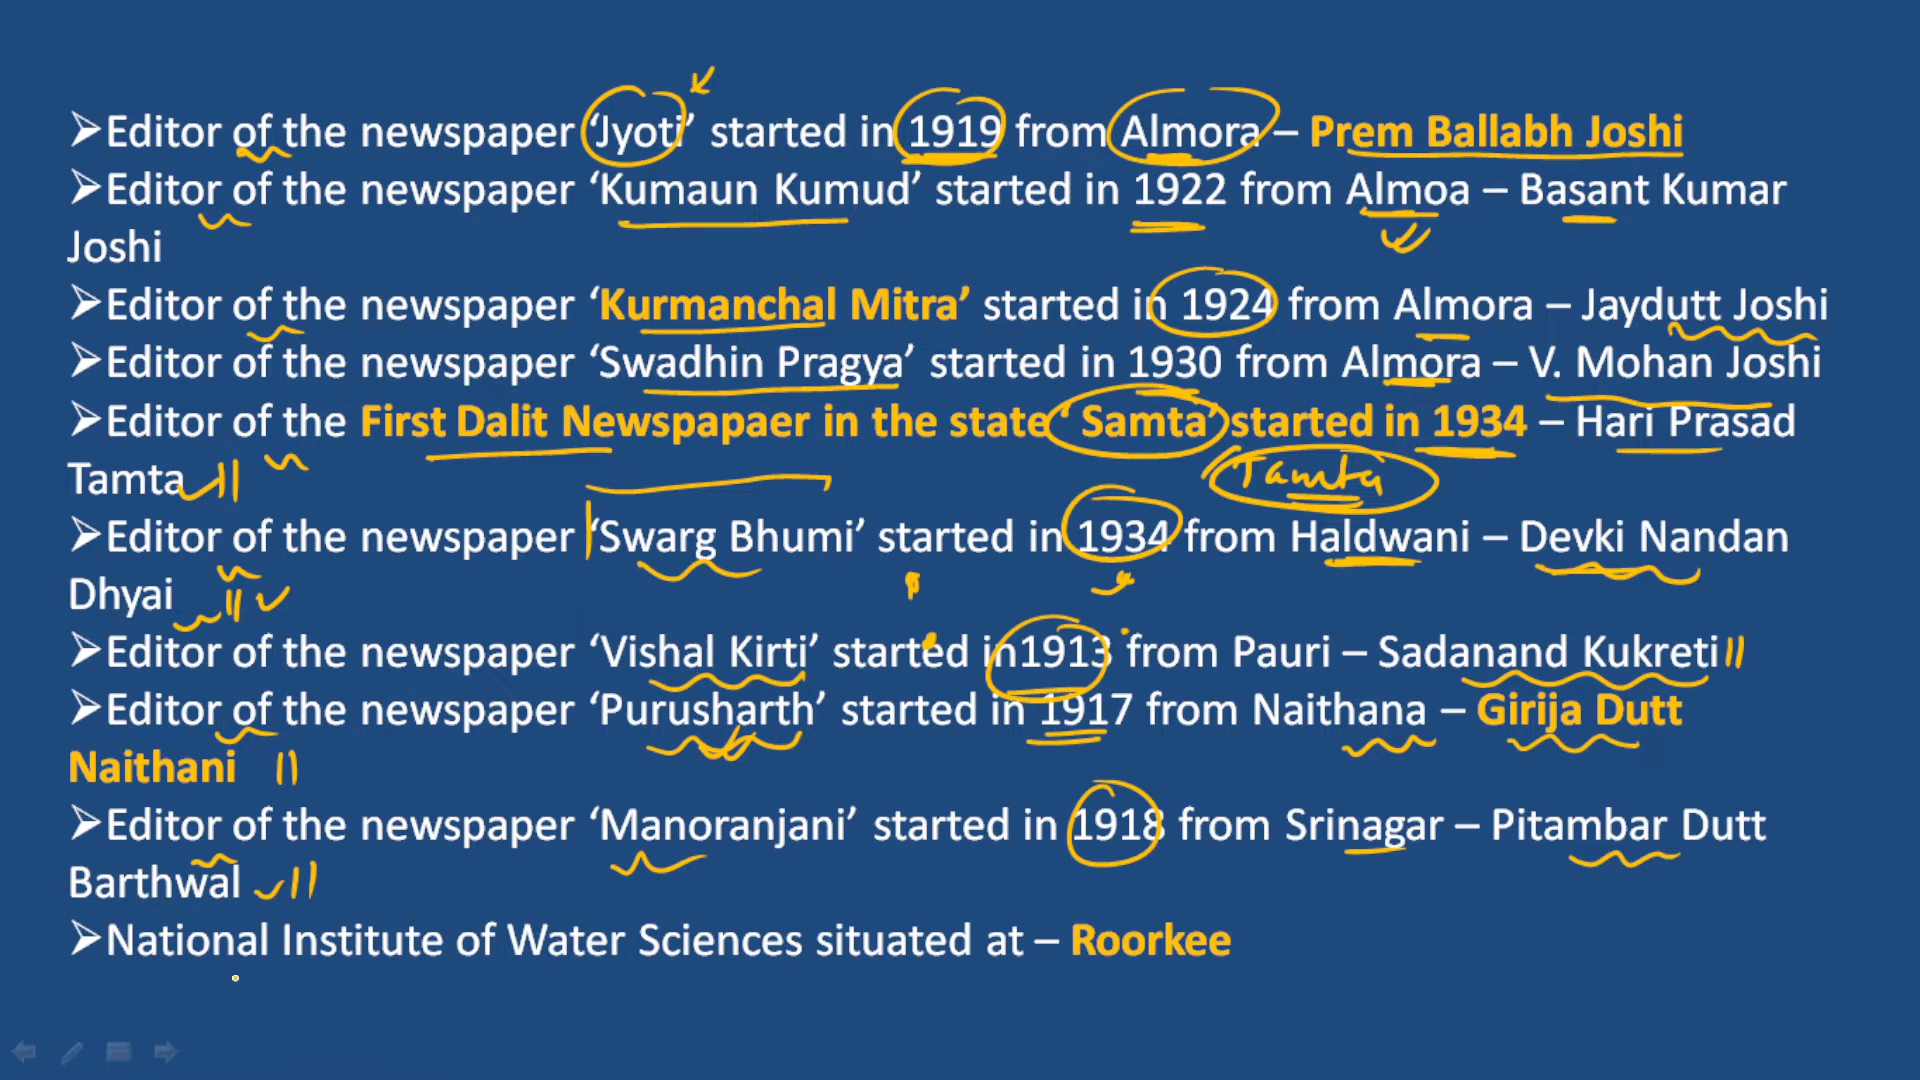 ➢Editor of the newspaper ‘Jyoti’ started in 1919 from Almora – Prem Ballabh Joshi
➢Editor of the newspaper ‘Kumaun Kumud’ started in 1922 from Almoa – Basant Kumar
Joshi
➢Editor of the newspaper ‘Kurmanchal Mitra’ started in 1924 from Almora – Jaydutt Joshi
➢Editor of the newspaper ‘Swadhin Pragya’ started in 1930 from Almora – V. Mohan Joshi
➢Editor of the First Dalit Newspapaer in the state ‘ Samta’ started in 1934 – Hari Prasad
Tamta
Tamta
➢Editor of the newspaper ‘Swarg Bhumi’ started in 1934 from Haldwani – Devki Nandan
Dhyai
➢Editor of the newspaper ‘Vishal Kirti’ started in1913 from Pauri – Sadanand Kukreti
➢Editor of the newspaper ‘Purusharth’ started in 1917 from Naithana – Girija Dutt
Naithani
➢Editor of the newspaper ‘Manoranjani’ started in 1918 from Srinagar – Pitambar Dutt
Barthwal
➢National Institute of Water Sciences situated at – Roorkee